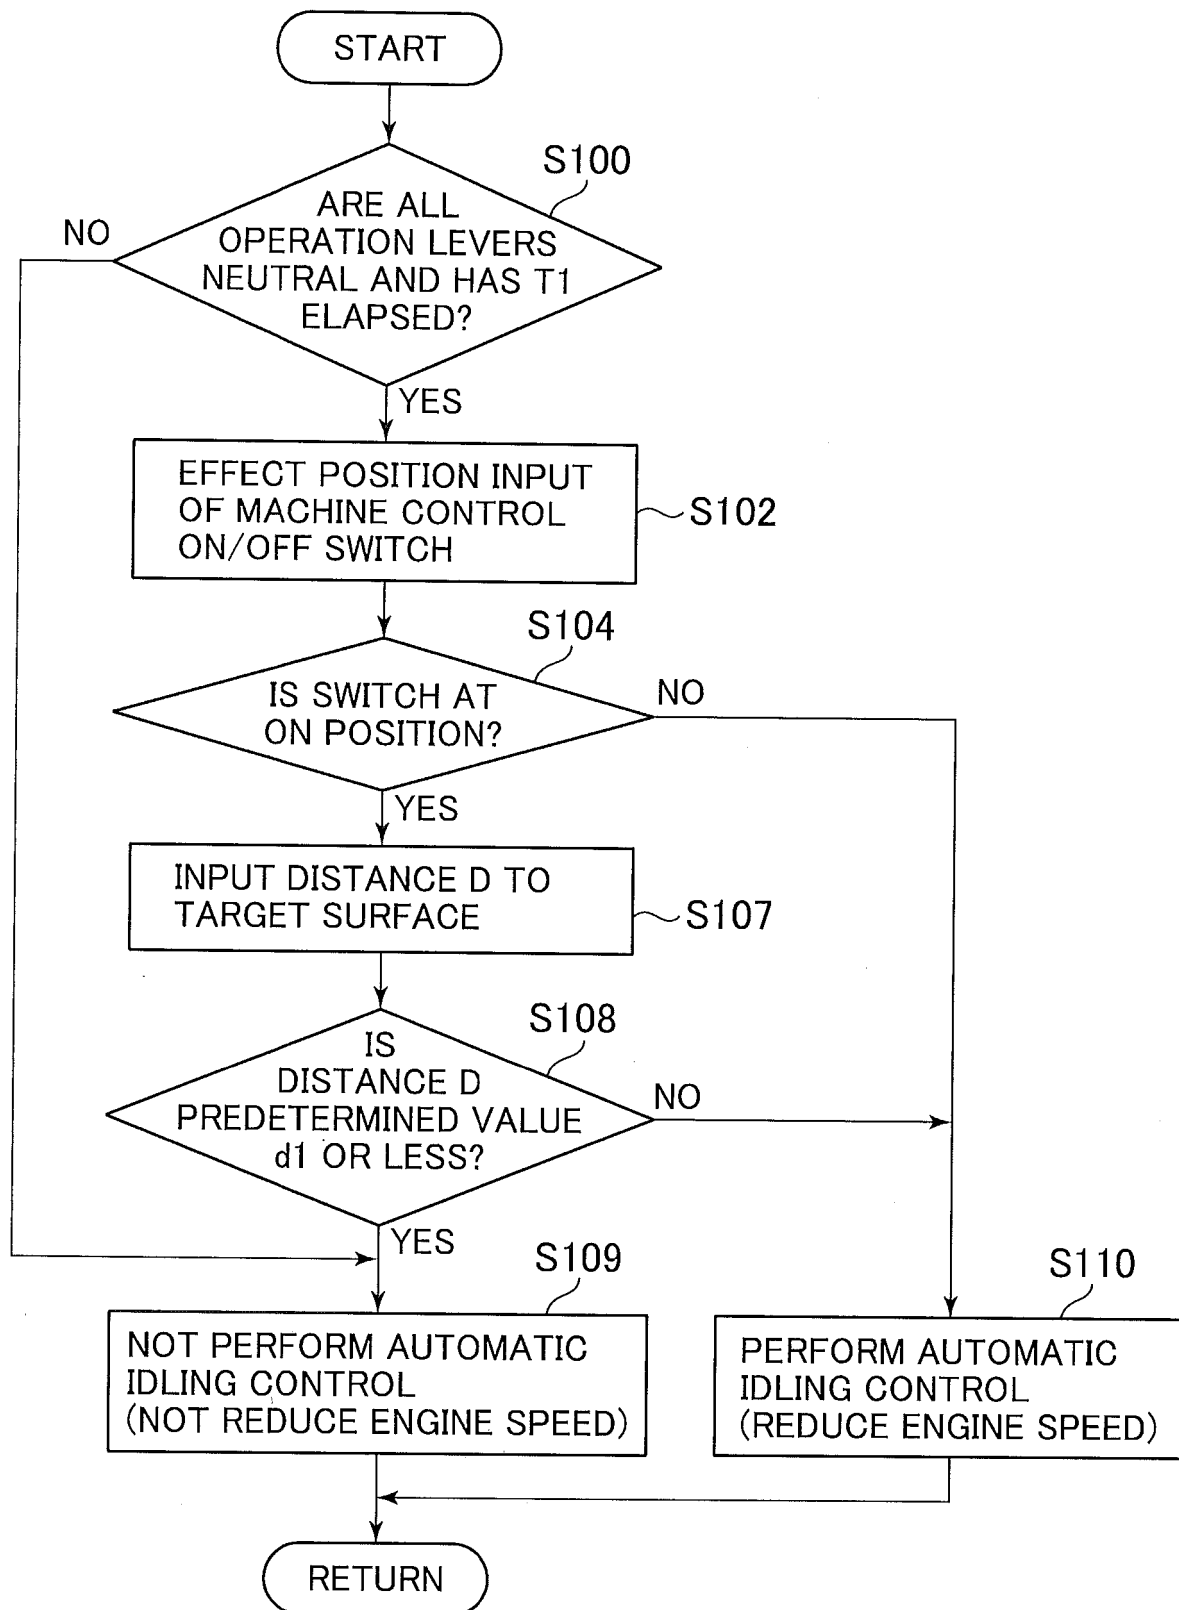 START
S100
ARE ALL
OPERATION LEVERS
NEUTRAL AND HAS T1
ELAPSED?
NO
YES
EFFECT POSITION INPUT
OF MACHINE CONTROL
ON/OFF SWITCH
S102
S104
IS SWITCH AT
ON POSITION?
NO
YES
INPUT DISTANCE D TO
TARGET SURFACE
S107
S108
IS
DISTANCE D
PREDETERMINED VALUE
d1 OR LESS?
NO
YES
S109
NOT PERFORM AUTOMATIC
IDLING CONTROL
(NOT REDUCE ENGINE SPEED)
S110
PERFORM AUTOMATIC
IDLING CONTROL
(REDUCE ENGINE SPEED)
RETURN